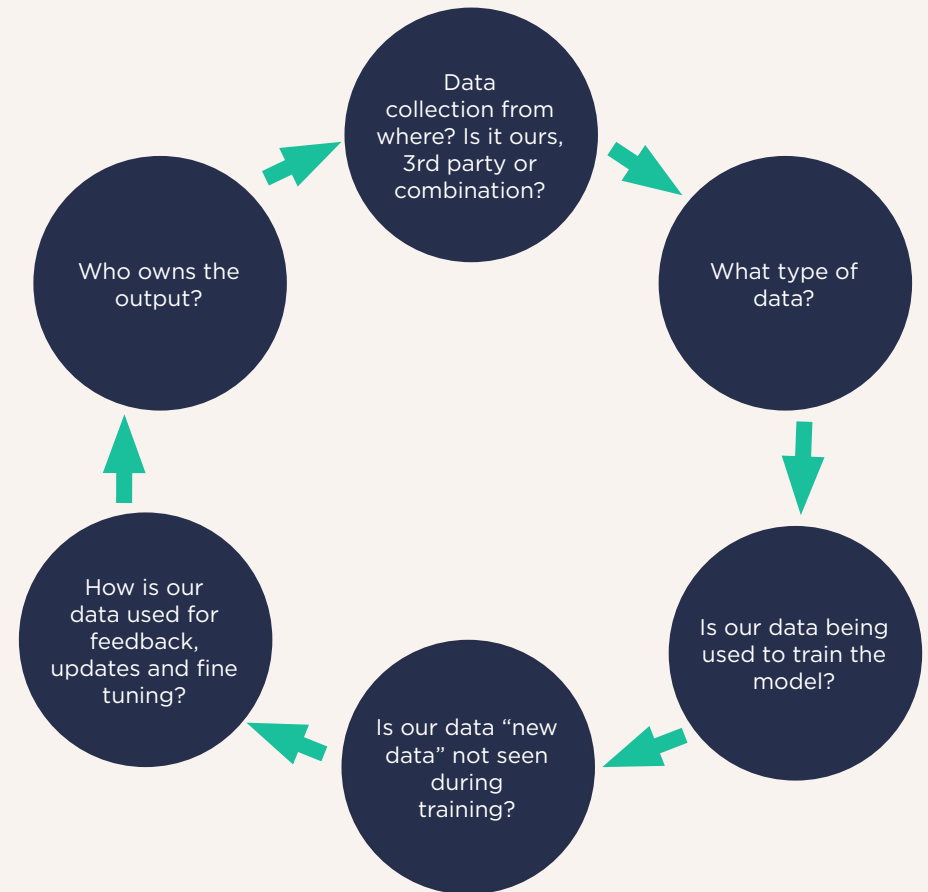 Data
collection from
where? Is it ours,
3rd party or
combination?
What type of
data?
Is our data being
used to train the
model?
Is our data “new
data” not seen
during
training?
How is our
data used for
feedback,
updates and fine
tuning?
Who owns the
output?